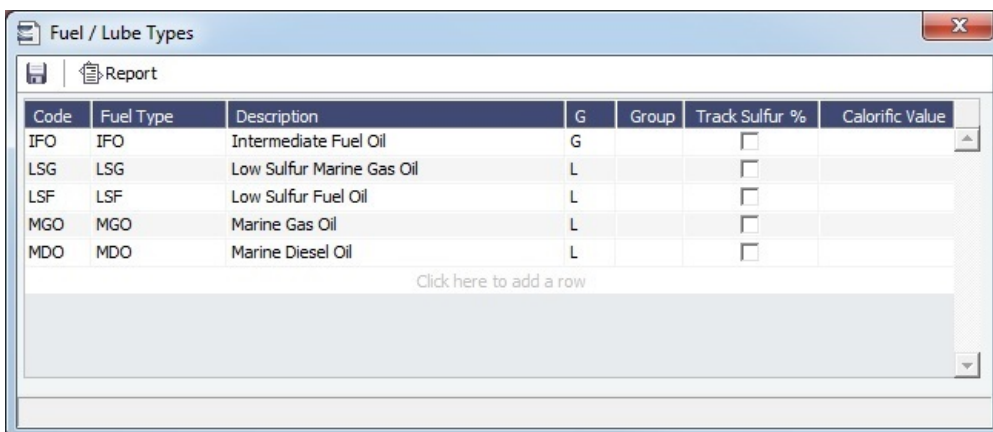 Fuel / Lube Types
Report
Code Fuel Type Description G Group Track Sulfur % Calorific Value
IFO IFO Intermediate Fuel Oil G
LSG LSG Low Sulfur Marine Gas Oil L
LSF LSF Low Sulfur Fuel Oil L
MGO MGO Marine Gas Oil L
MDO MDO Marine Diesel Oil L
Click here to add a row